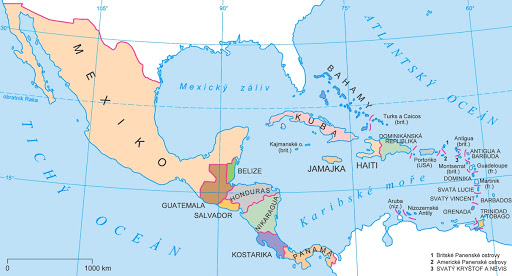 30°
15°
90°
75°
60°
MEXIKO
Mexický záliv
ATLANTSKÝ OCEÁN
TICHÝ OCEÁN
obratník Raka
BAHAMY
KUBA
Turks a Caicos
(brit.)
DOMINIKÁNSKÁ
REPUBLIKA
Kajmanské o.
(brit.)
JAMAJKA
HAITI
Portoriko
(USA)
Antigua
(brit.)
ANTIGUA A
BARBUDA
Montserrat
(brit.)
Guadeloupe
(fr.)
DOMINIKA
Martinik
(fr.)
SVATÁ LUCIE
SVATÝ VINCENT
BARBADOS
GRENADA
TRINIDAD
A TOBAGO
Aruba
(niz.)
Nizozemské
Antily
Karibské moře
BELIZE
HONDURAS
GUATEMALA
SALVADOR
NIKARAGUA
KOSTARIKA
PANAMA
0 1000 km
1 Britské Panenské ostrovy
2 Americké Panenské ostrovy
3 SVATÝ KRYŠTOF A NEVIS